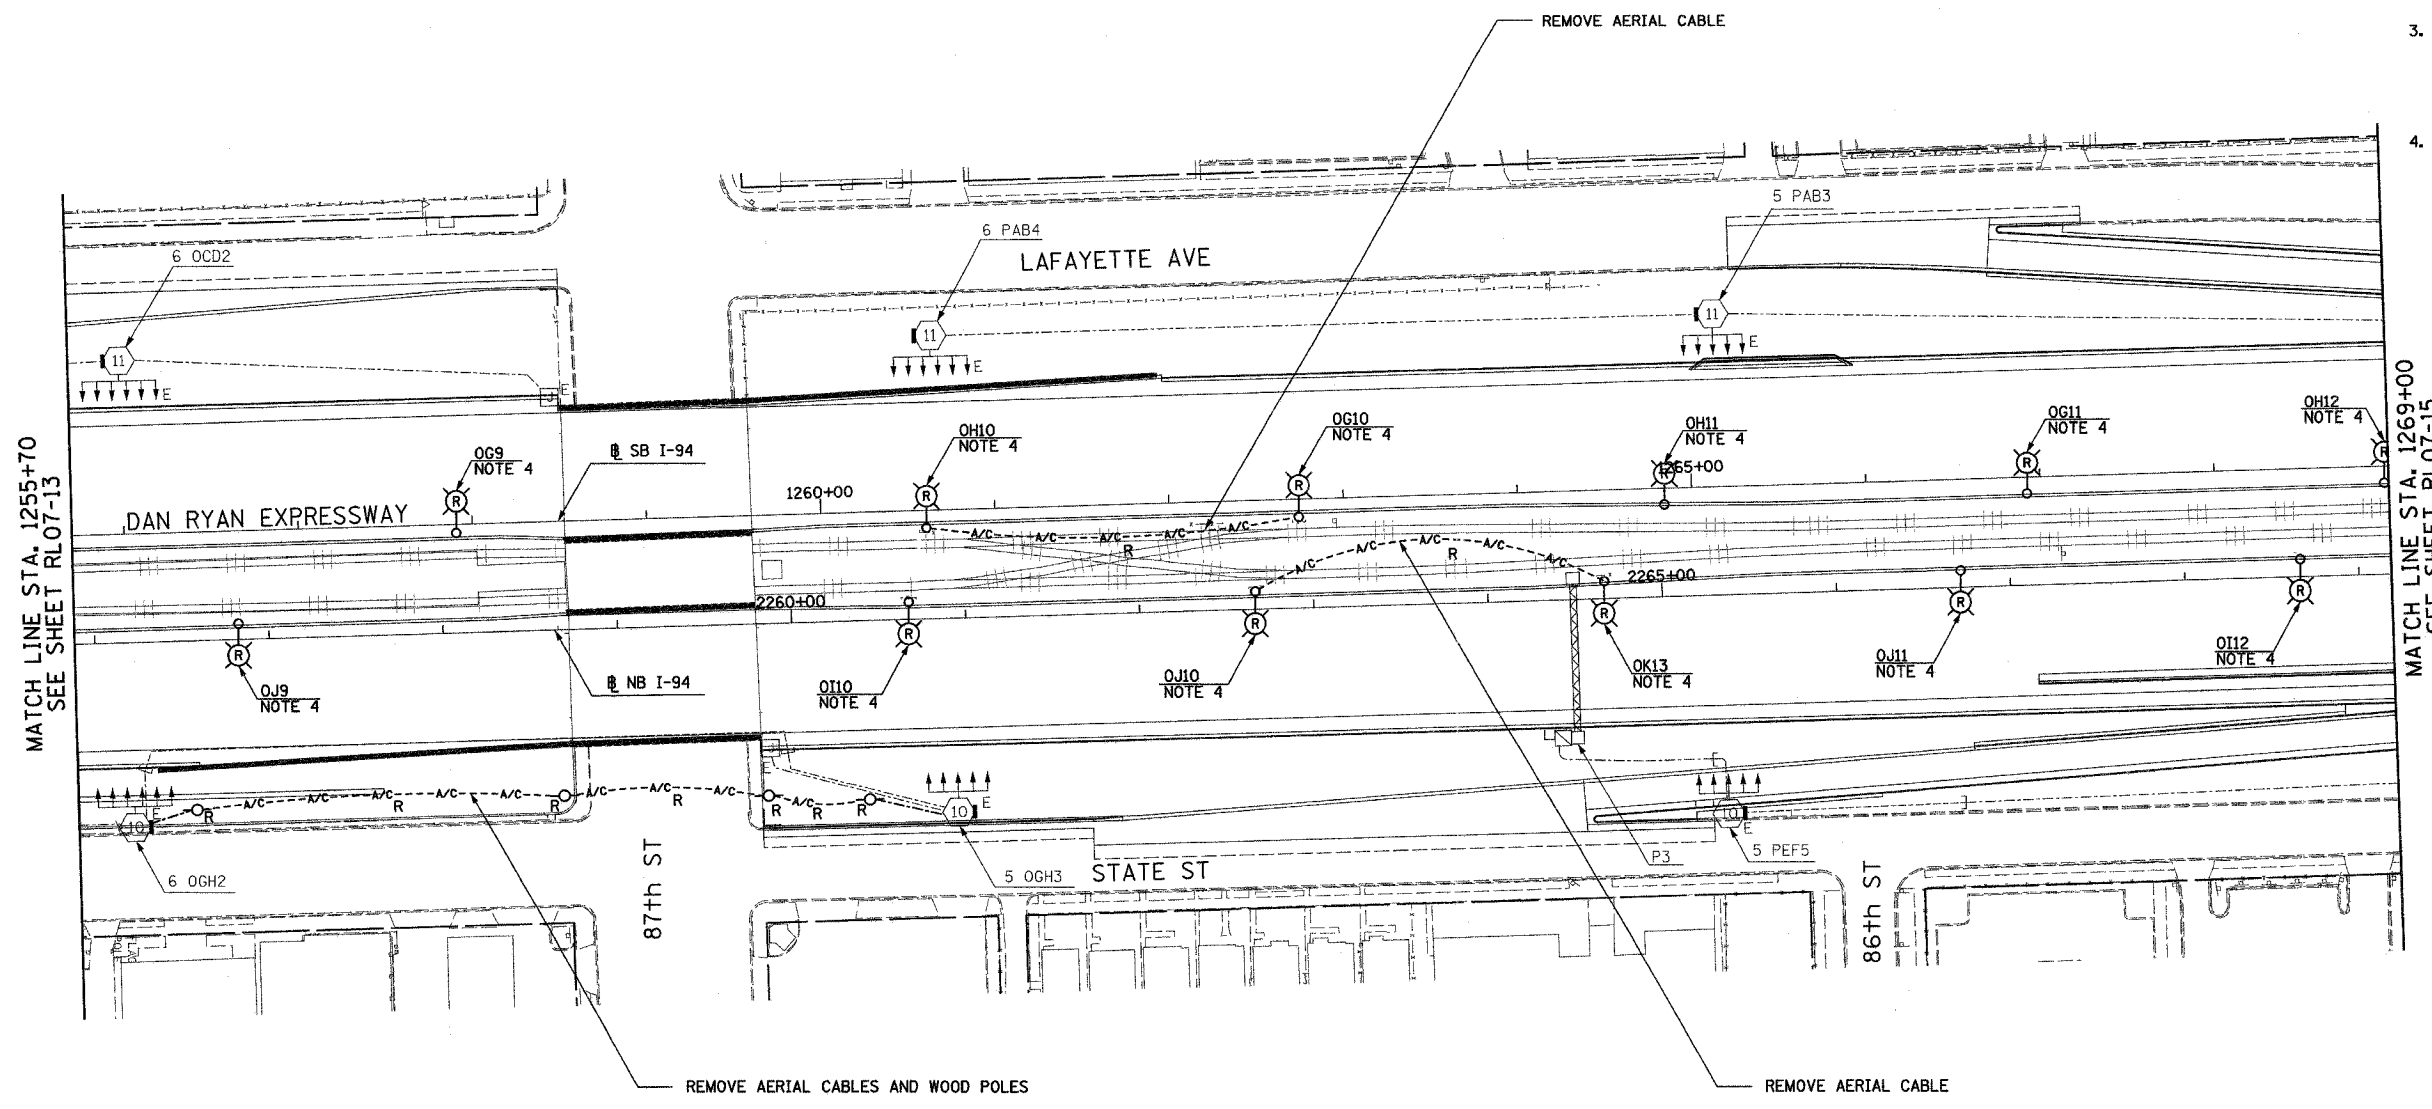 REMOVE AERIAL CABLE
3.
4.
5 PAB3
6 PAB4
6 OCD2
LAFAYETTE AVE
11
11
11
E
E
E
E
J
MATCH LINE STA. 1255+70
SEE SHEET RL07-13
MATCH LINE STA. 1269+00
SEE SHEET RL07-15
OG9
NOTE 4
℄ SB I-94
OH10
NOTE 4
OG10
NOTE 4
OH11
NOTE 4
OG11
NOTE 4
OH12
NOTE 4
R
R
R
R
R
R
1260+00
1265+00
DAN RYAN EXPRESSWAY
A/C
A/C
A/C
A/C
A/C
R
A/C
A/C
A/C
A/C
A/C
R
2260+00
2265+00
R
R
R
R
R
R
OJ9
NOTE 4
℄ NB I-94
OI10
NOTE 4
OJ10
NOTE 4
OK13
NOTE 4
OJ11
NOTE 4
OI12
NOTE 4
A/C
A/C
A/C
A/C
A/C
A/C
A/C
A/C
A/C
R
R
R
R
R
R
10
10
10
E
E
E
E
6 OGH2
5 OGH3
P3
5 PEF5
STATE ST
87th ST
86th ST
REMOVE AERIAL CABLES AND WOOD POLES
REMOVE AERIAL CABLE